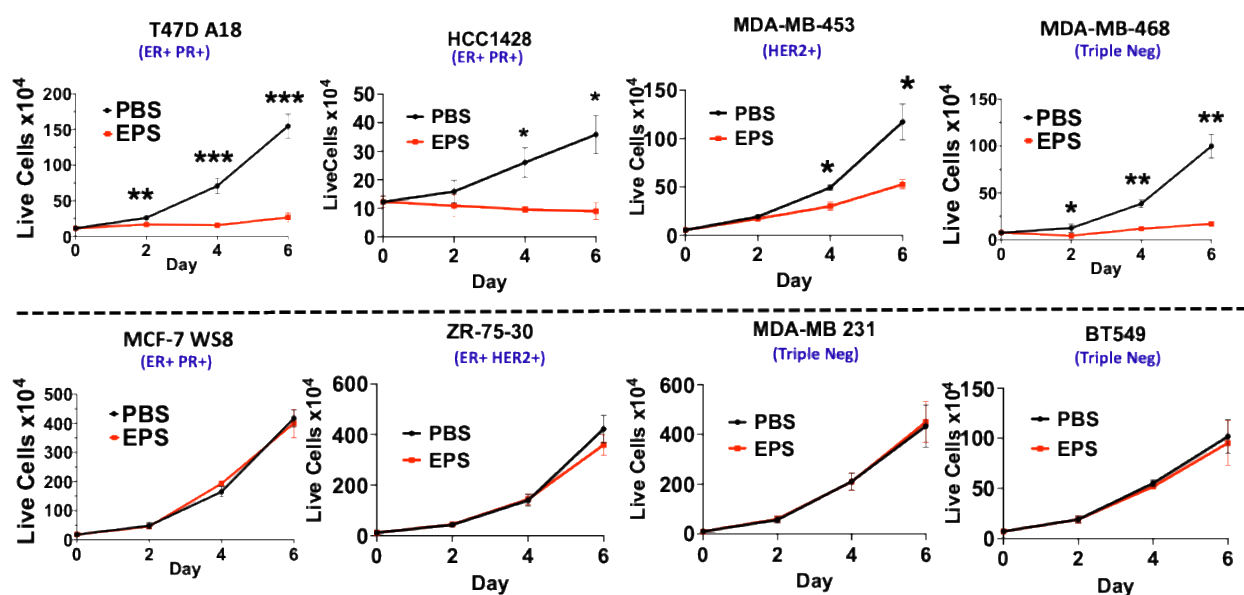 T47D A18
(ER+ PR+)
Live Cells x10⁴
200
150
100
50
0
PBS
EPS
**
***
***
0 2 4 6
Day
HCC1428
(ER+ PR+)
LiveCells x10⁴
50
40
30
20
10
0
PBS
EPS
*
*
0 2 4 6
Day
MDA-MB-453
(HER2+)
Live Cells x10⁴
150
100
50
0
PBS
EPS
*
*
0 2 4 6
Day
MDA-MB-468
(Triple Neg)
Live Cells x10⁴
150
100
50
0
PBS
EPS
*
**
**
0 2 4 6
Day
MCF-7 WS8
(ER+ PR+)
Live Cells x10⁴
500
400
300
200
100
0
PBS
EPS
0 2 4 6
Day
ZR-75-30
(ER+ HER2+)
Live Cells x10⁴
600
400
200
0
PBS
EPS
0 2 4 6
Day
MDA-MB 231
(Triple Neg)
Live Cells x10⁴
600
400
200
0
PBS
EPS
0 2 4 6
Day
BT549
(Triple Neg)
Live Cells x10⁴
150
100
50
0
PBS
EPS
0 2 4 6
Day